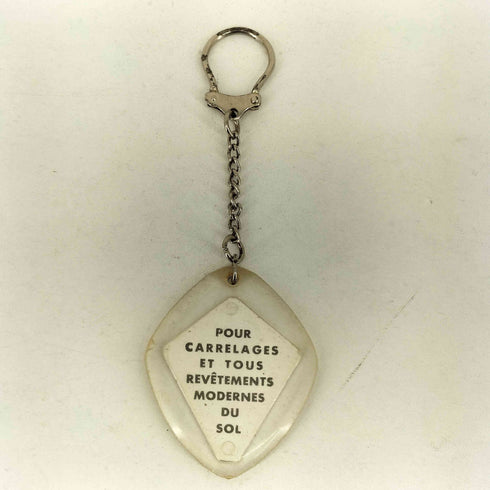 POUR
CARRELAGES
ET TOUS
REVÊTEMENTS
MODERNES
DU
SOL